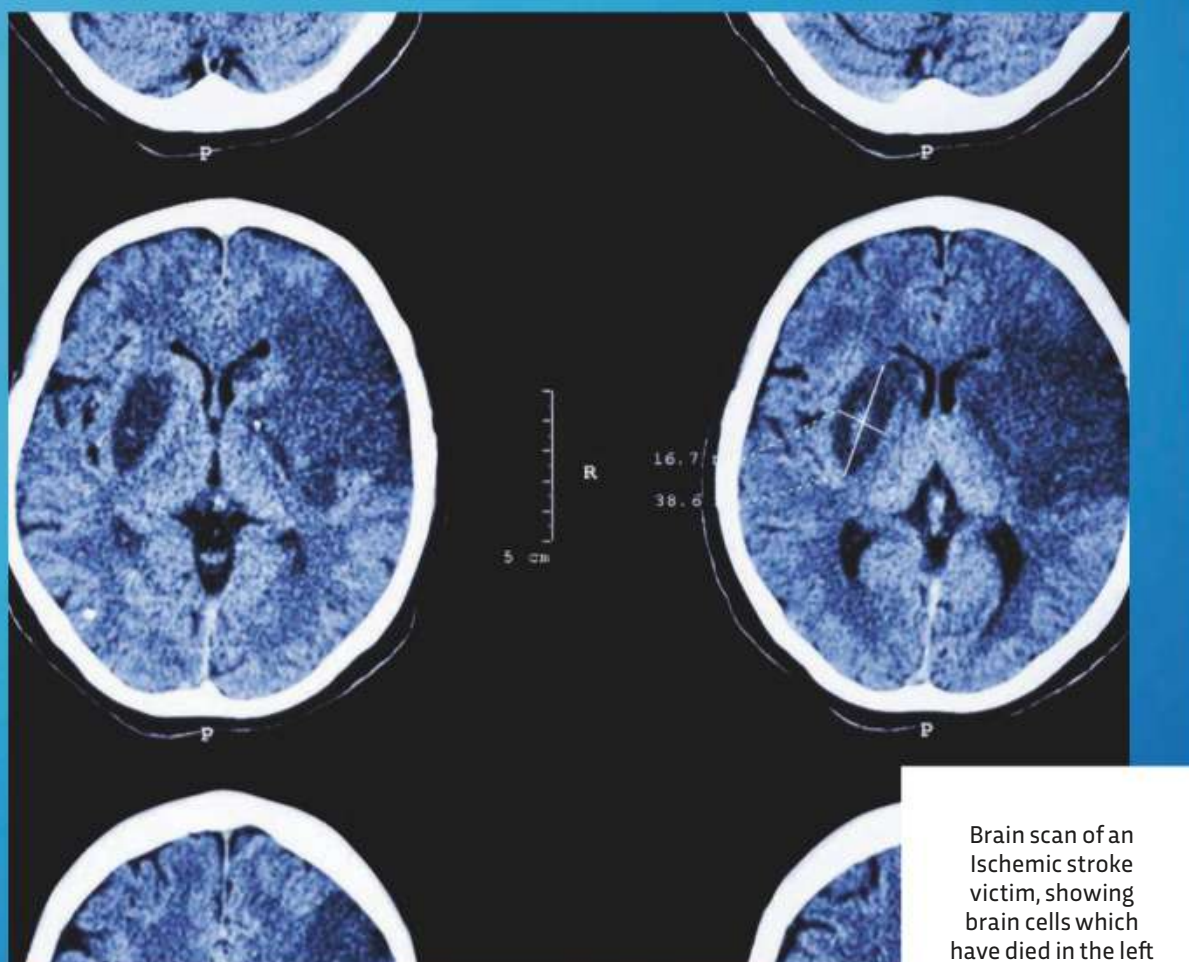 P
P
R
16.7
38.6
5 cm
P
P
Brain scan of an
Ischemic stroke
victim, showing
brain cells which
have died in the left